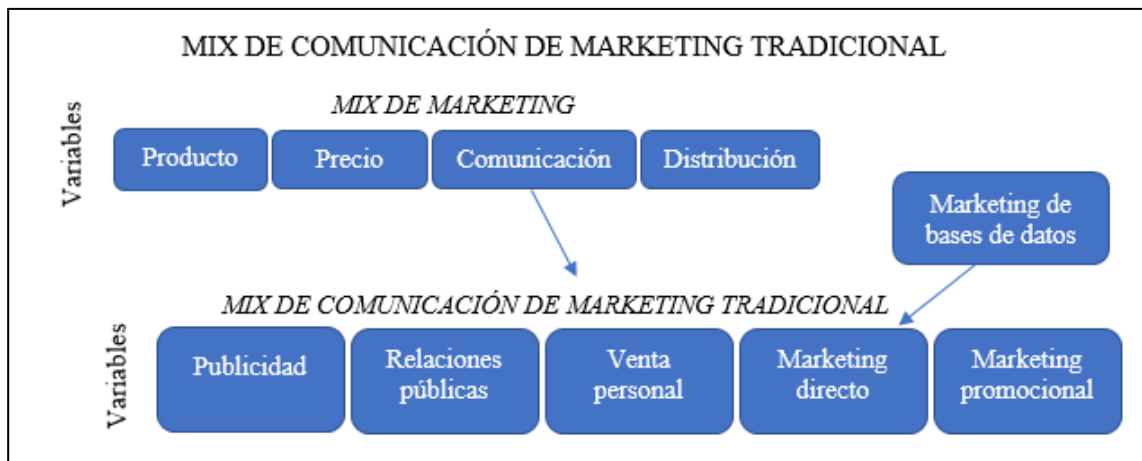 MIX DE COMUNICACIÓN DE MARKETING TRADICIONAL
Variables
MIX DE MARKETING
Producto
Precio
Comunicación
Distribución
Marketing de
bases de datos
MIX DE COMUNICACIÓN DE MARKETING TRADICIONAL
Variables
Publicidad
Relaciones
públicas
Venta
personal
Marketing
directo
Marketing
promocional